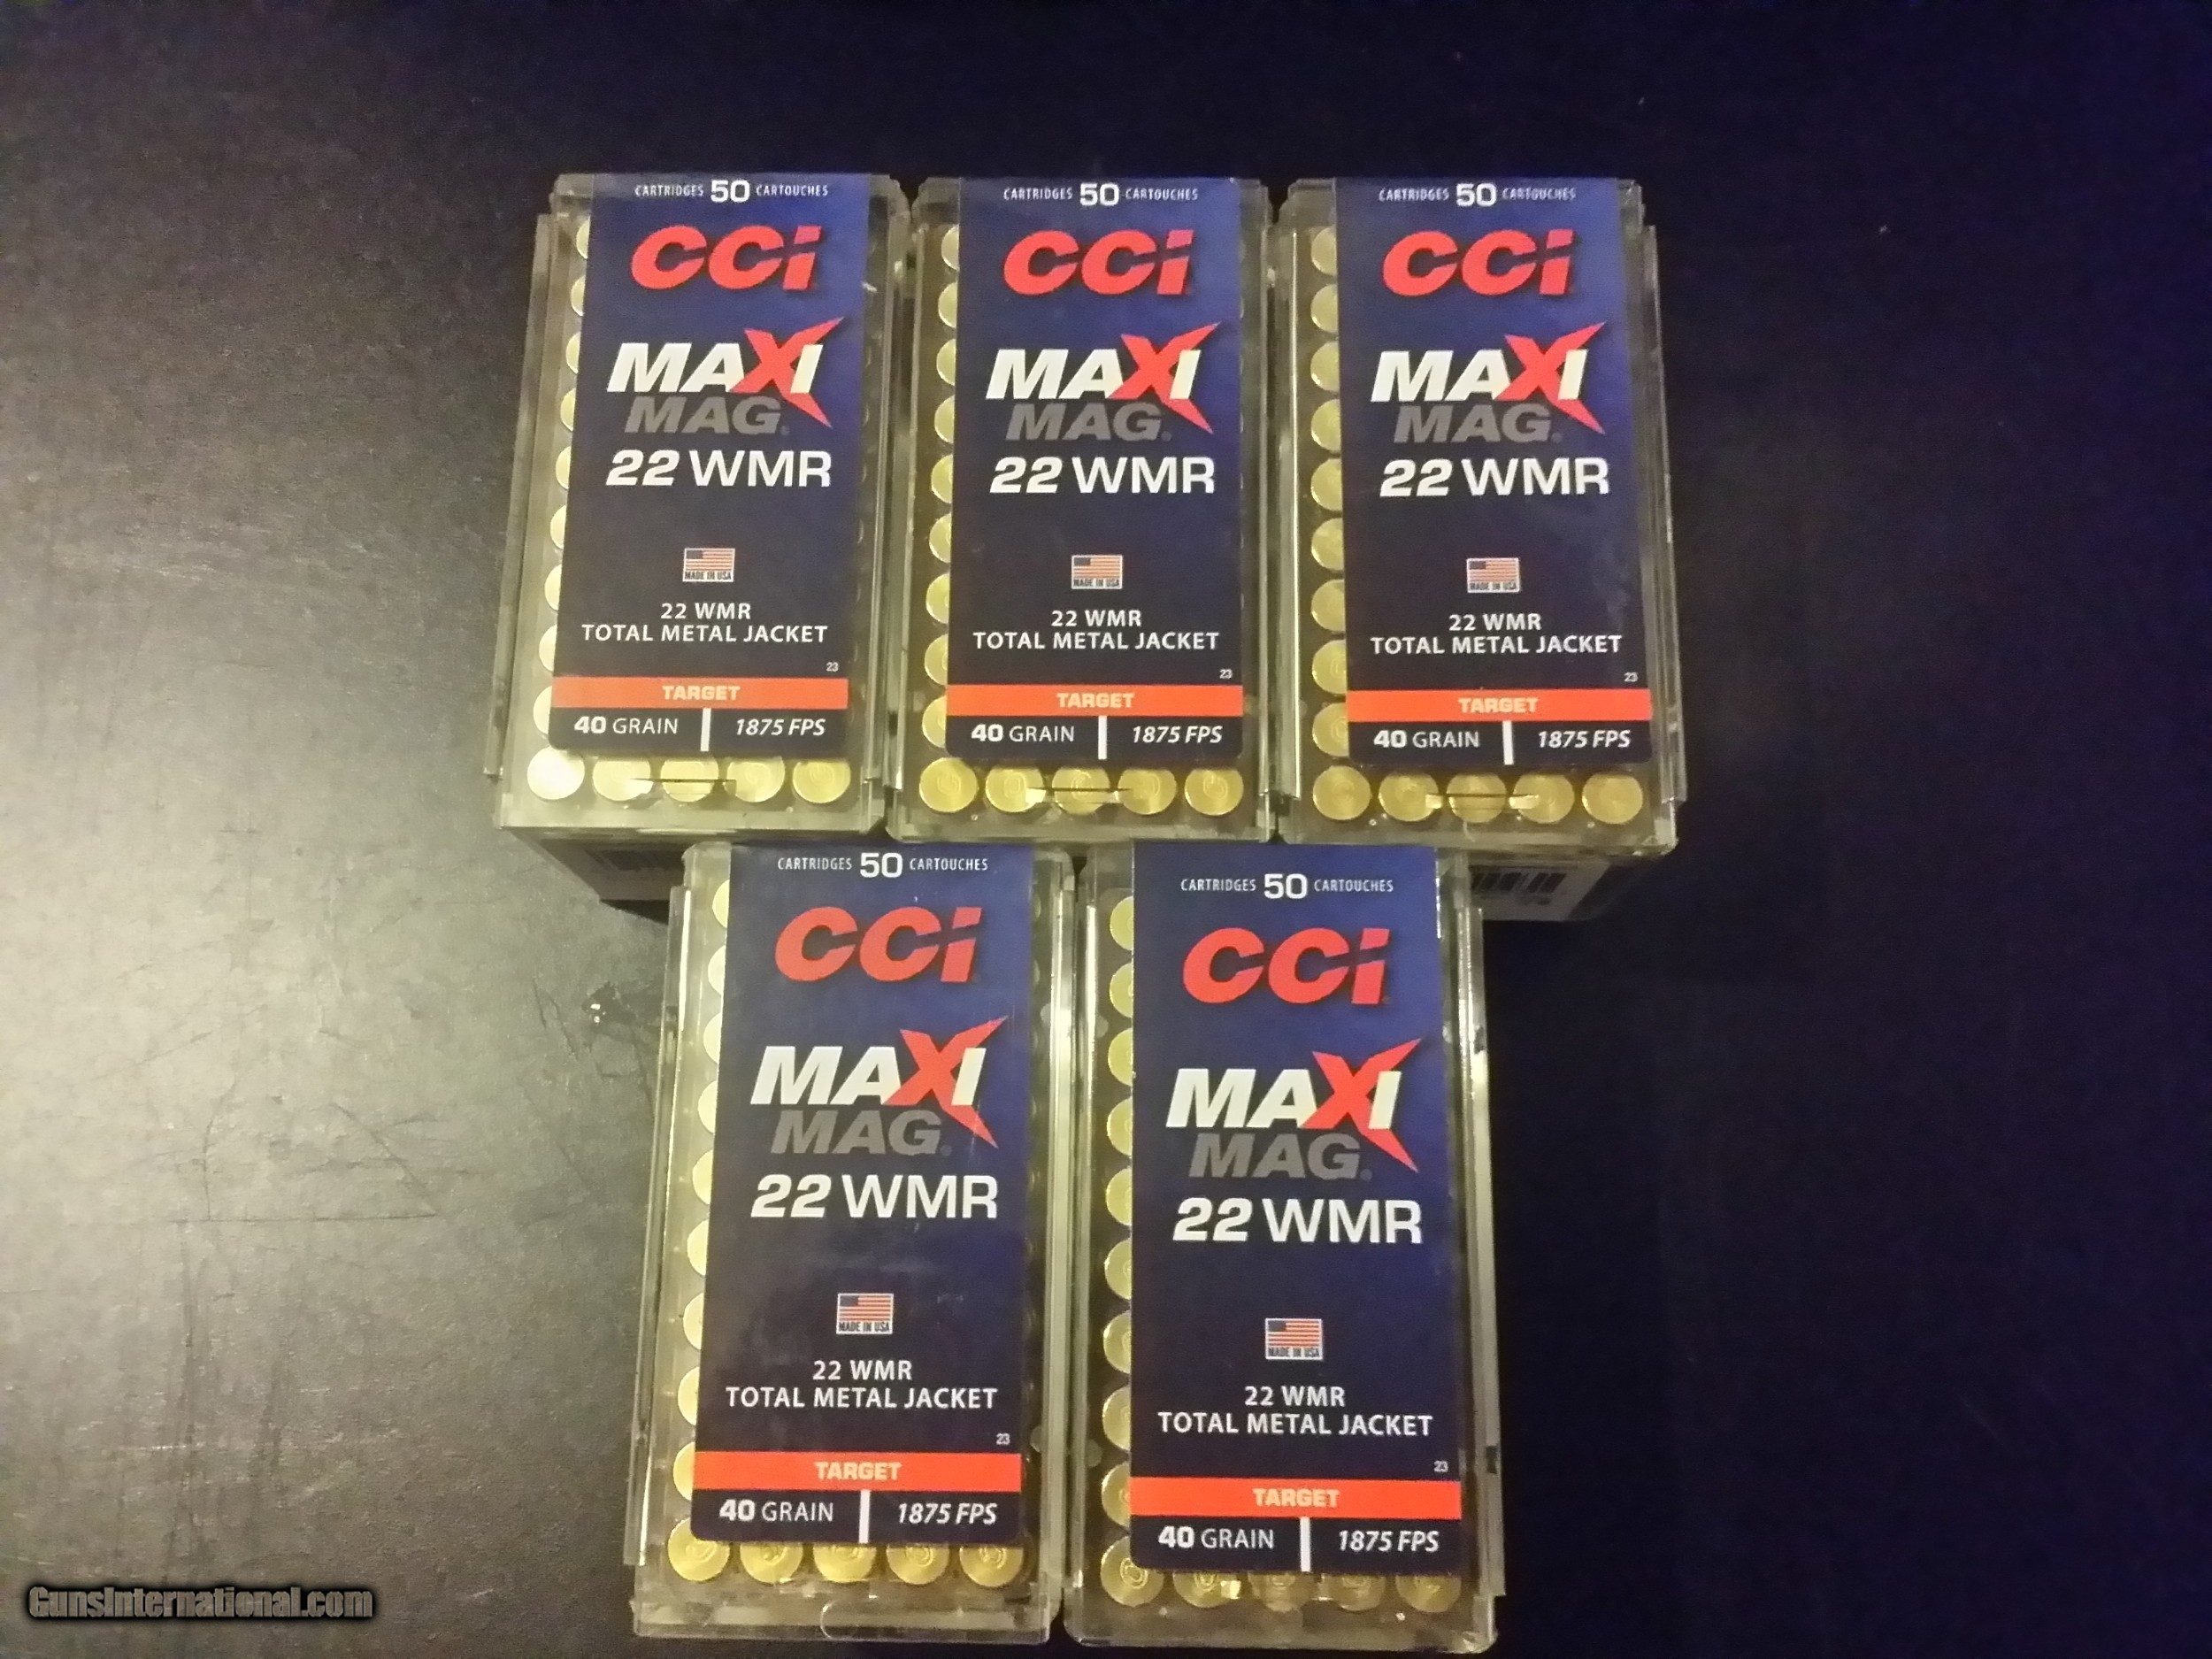 CARTRIDGES 50 CARTOUCHES
CCI
MAXI
MAG®
22 WMR
MADE IN USA
22 WMR
TOTAL METAL JACKET
23
TARGET
40 GRAIN | 1875 FPS
CARTRIDGES 50 CARTOUCHES
CCI
MAXI
MAG®
22 WMR
MADE IN USA
22 WMR
TOTAL METAL JACKET
23
TARGET
40 GRAIN | 1875 FPS
CARTRIDGES 50 CARTOUCHES
CCI
MAXI
MAG®
22 WMR
MADE IN USA
22 WMR
TOTAL METAL JACKET
23
TARGET
40 GRAIN | 1875 FPS
CARTRIDGES 50 CARTOUCHES
CCI
MAXI
MAG®
22 WMR
MADE IN USA
22 WMR
TOTAL METAL JACKET
23
TARGET
40 GRAIN | 1875 FPS
CARTRIDGES 50 CARTOUCHES
CCI
MAXI
MAG®
22 WMR
MADE IN USA
22 WMR
TOTAL METAL JACKET
23
TARGET
40 GRAIN | 1875 FPS
GunsInternational.com